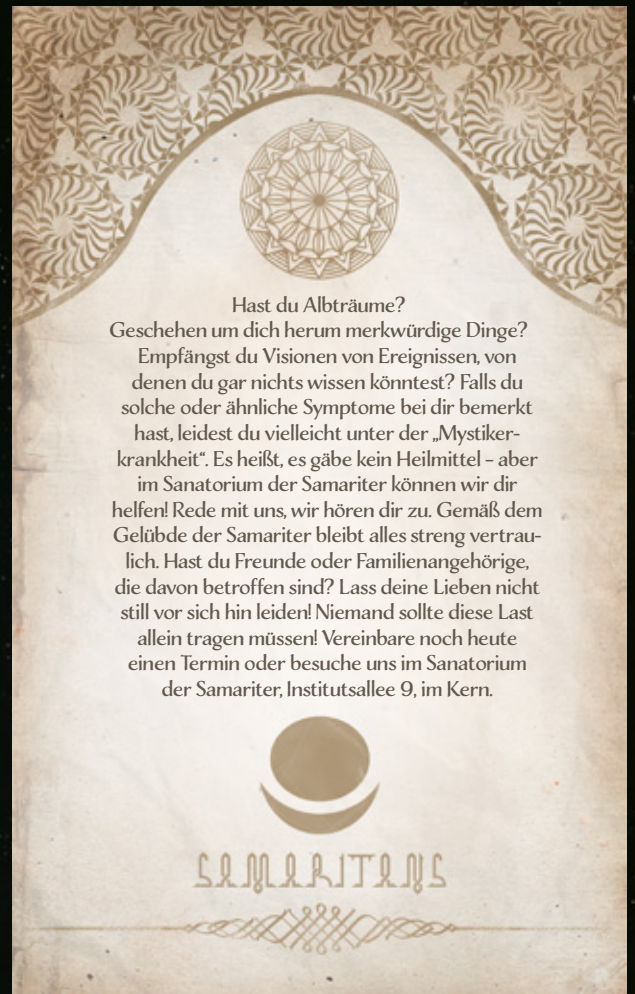 Hast du Albträume?
Geschehen um dich herum merkwürdige Dinge?
Empfängst du Visionen von Ereignissen, von
denen du gar nichts wissen könntest? Falls du
solche oder ähnliche Symptome bei dir bemerkt
hast, leidest du vielleicht unter der „Mystiker-
krankheit“. Es heißt, es gäbe kein Heilmittel – aber
im Sanatorium der Samariter können wir dir
helfen! Rede mit uns, wir hören dir zu. Gemäß dem
Gelübde der Samariter bleibt alles streng vertrau-
lich. Hast du Freunde oder Familienangehörige,
die davon betroffen sind? Lass deine Lieben nicht
still vor sich hin leiden! Niemand sollte diese Last
allein tragen müssen! Vereinbare noch heute
einen Termin oder besuche uns im Sanatorium
der Samariter, Institutsallee 9, im Kern.
SAMARITANS